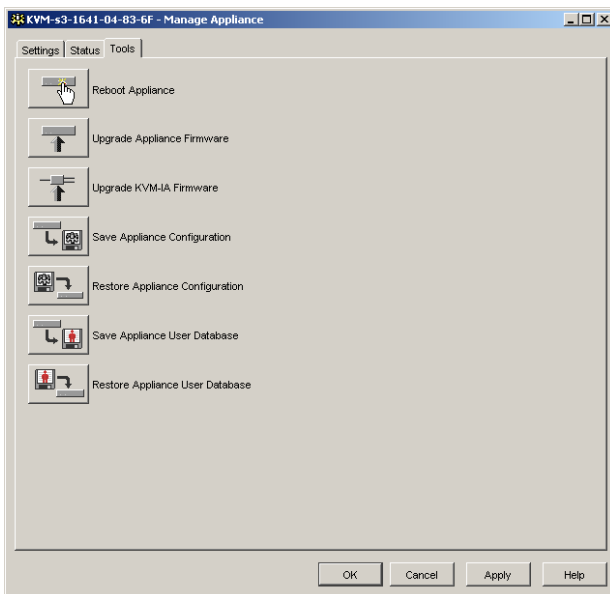 KVM-s3-1641-04-83-6F - Manage Appliance
Settings Status Tools
Reboot Appliance
Upgrade Appliance Firmware
Upgrade KVM-IA Firmware
Save Appliance Configuration
Restore Appliance Configuration
Save Appliance User Database
Restore Appliance User Database
OK Cancel Apply Help